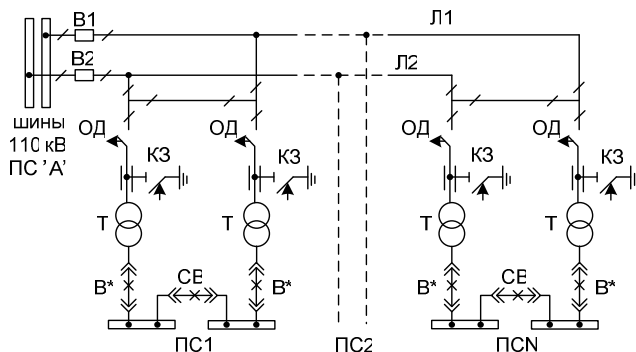 В1
Л1
В2
Л2
шины
110 кВ
ПС 'А'
ОД
КЗ
ОД
КЗ
ОД
КЗ
ОД
КЗ
Т
Т
Т
Т
В*
СВ
В*
В*
СВ
В*
ПС1
ПС2
ПСN